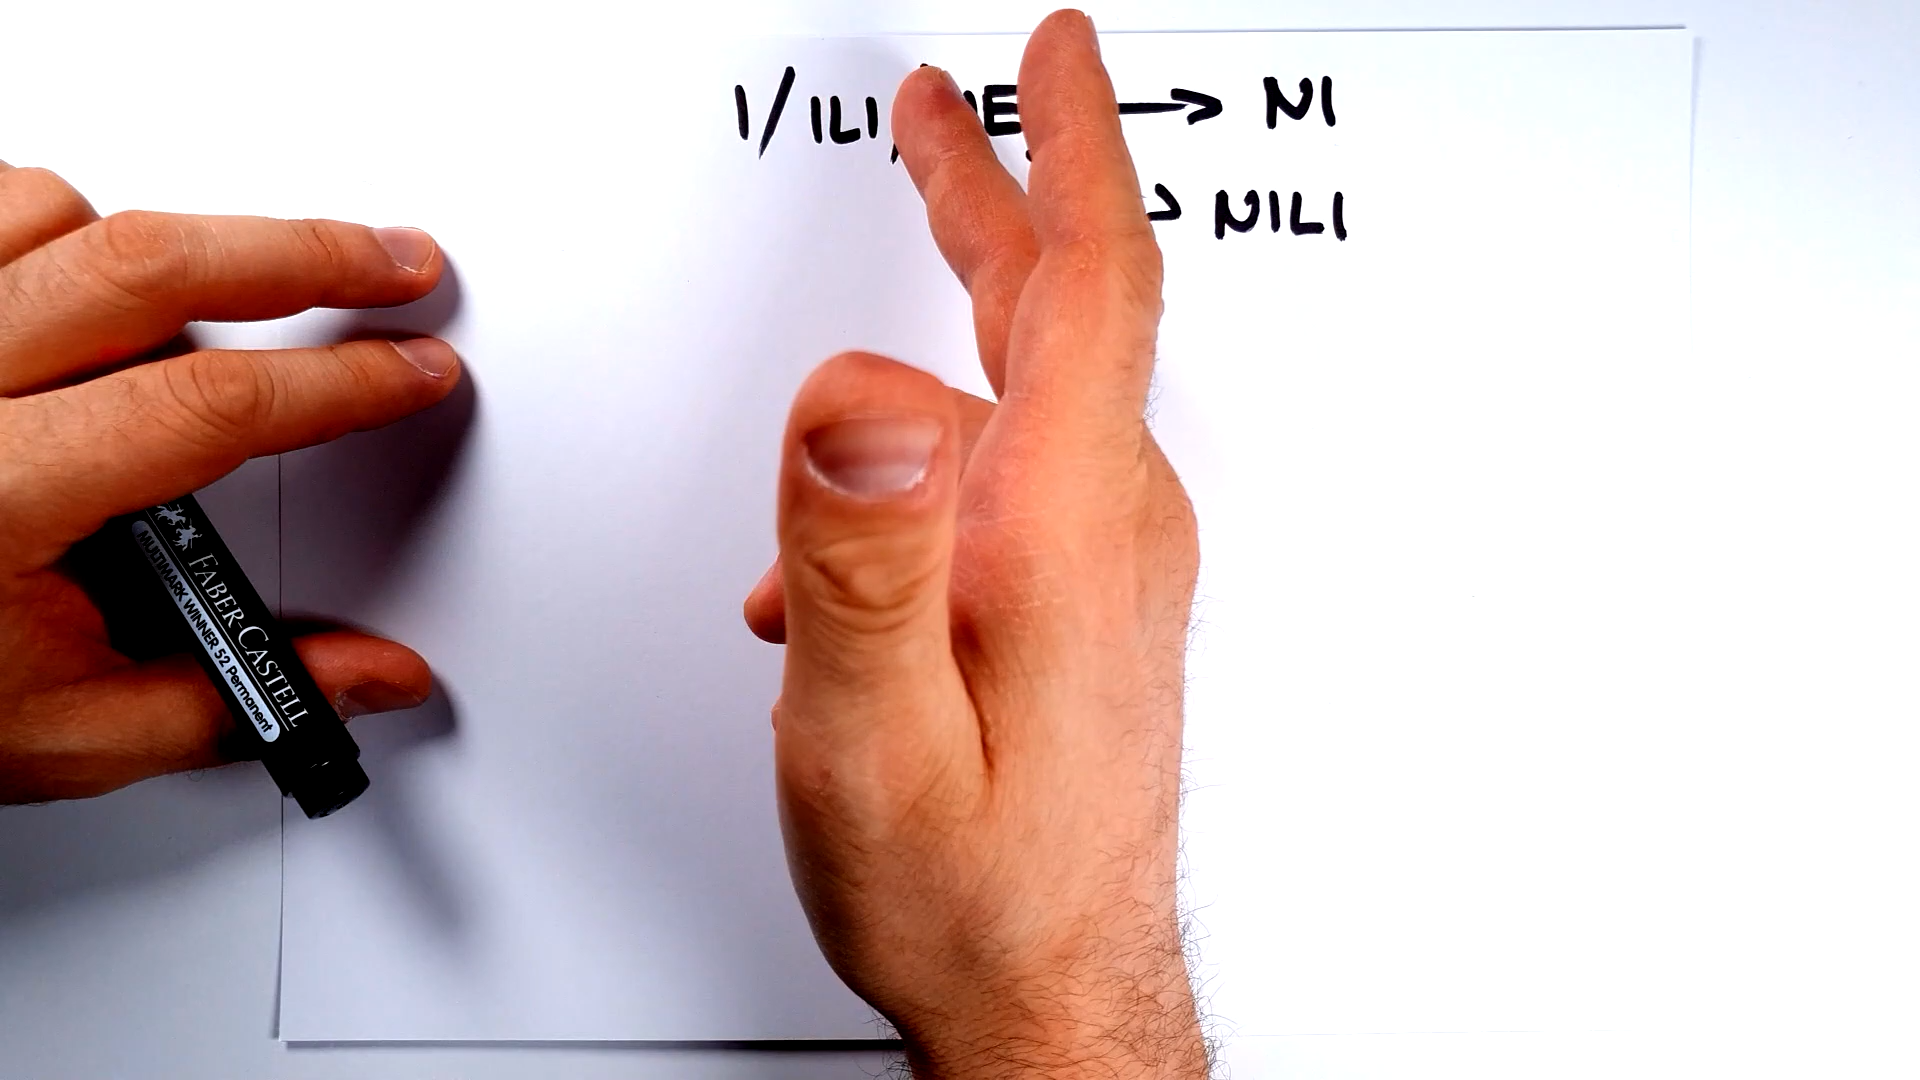 I/ILI/ → NI
→ NILI
FABER-CASTELL
MULTIMARK WINNER 52 Permanent